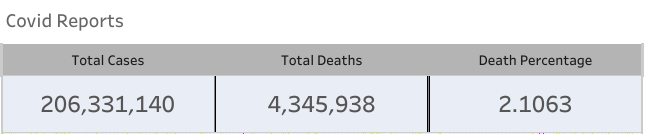 Covid Reports
Total Cases Total Deaths Death Percentage
206,331,140 4,345,938 2.1063